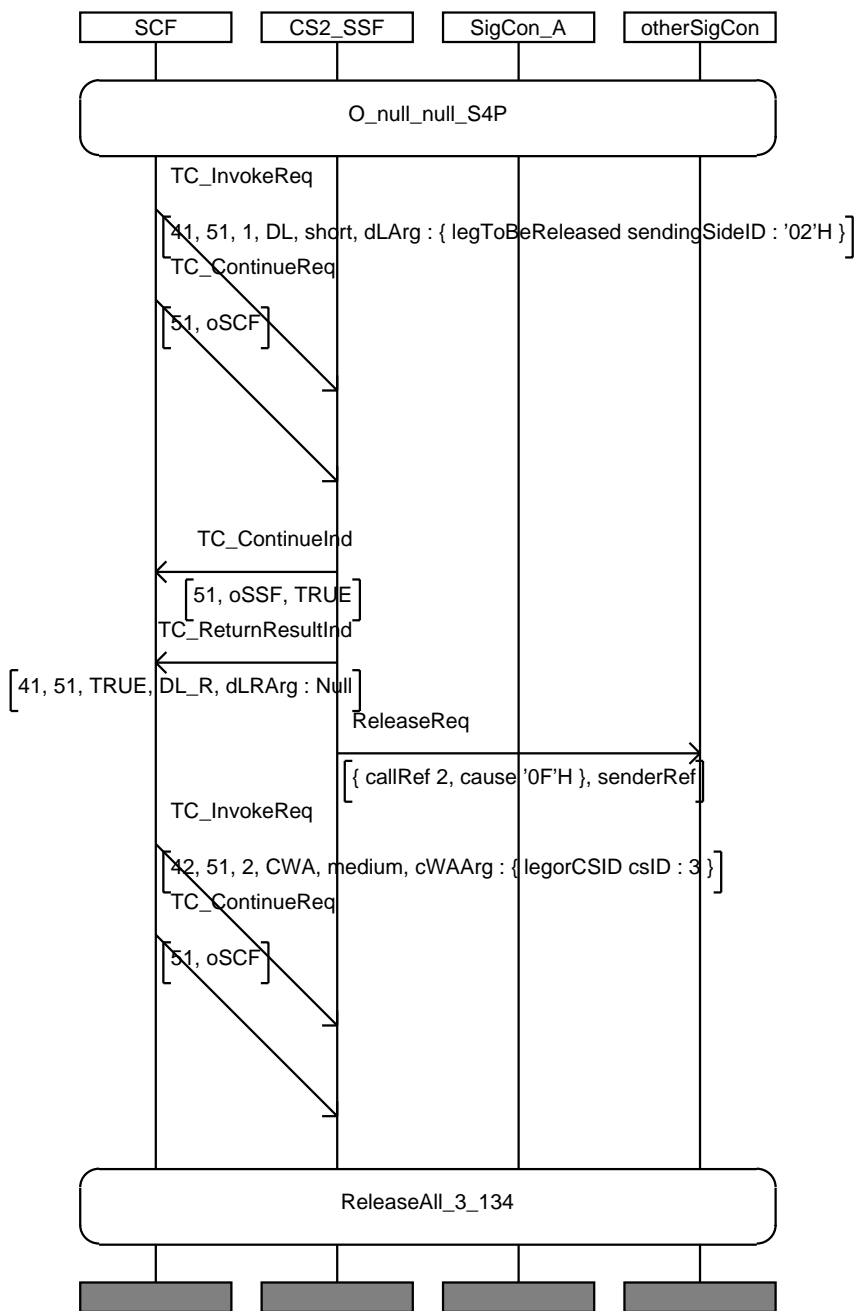 SCF CS2_SSF SigCon_A otherSigCon
O_null_null_S4P
TC_InvokeReq
41, 51, 1, DL, short, dLArg : { legToBeReleased sendingSideID : '02'H }
TC_ContinueReq
51, oSCF
TC_ContinueInd
51, oSSF, TRUE
TC_ReturnResultInd
41, 51, TRUE, DL_R, dLRArg : Null
ReleaseReq
{ callRef 2, cause '0F'H }, senderRef
TC_InvokeReq
42, 51, 2, CWA, medium, cWAArg : { legorCSID csID : 3 }
TC_ContinueReq
51, oSCF
ReleaseAll_3_134